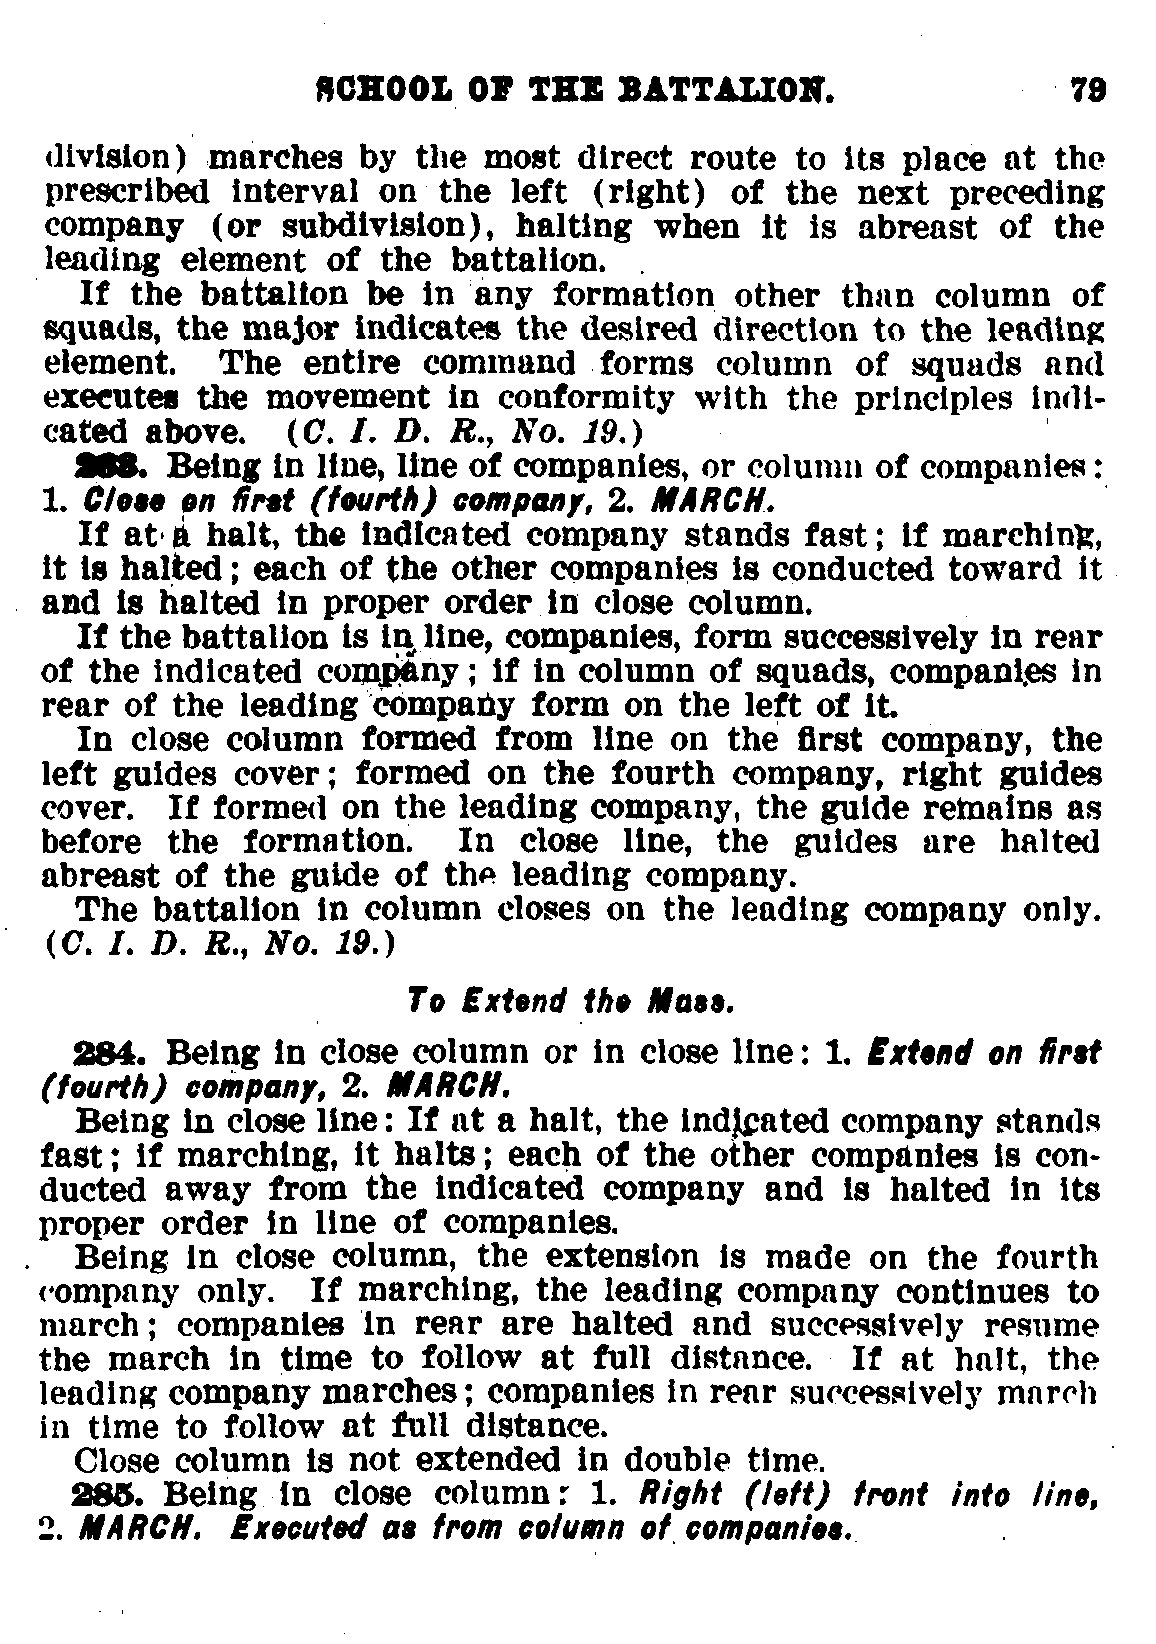 SCHOOL OF THE BATTALION. 79
division) marches by the most direct route to its place at the
prescribed interval on the left (right) of the next preceding
company (or subdivision), halting when it is abreast of the
leading element of the battalion.
If the battalion be in any formation other than column of
squads, the major indicates the desired direction to the leading
element. The entire command forms column of squads and
executes the movement in conformity with the principles indi-
cated above. (C. I. D. R., No. 19.)
Being in line, line of companies, or column of companies:
1. Close on first (fourth) company, 2. MARCH.
If at a halt, the indicated company stands fast; if marching,
it is halted; each of the other companies is conducted toward it
and is halted in proper order in close column.
If the battalion is in line, companies, form successively in rear
of the indicated company; if in column of squads, companies in
rear of the leading company form on the left of it.
In close column formed from line on the first company, the
left guides cover; formed on the fourth company, right guides
cover. If formed on the leading company, the guide remains as
before the formation. In close line, the guides are halted
abreast of the guide of the leading company.
The battalion in column closes on the leading company only.
(C. I. D. R., No. 19.)
To Extend the Mass.
284. Being in close column or in close line: 1. Extend on first
(fourth) company, 2. MARCH.
Being in close line: If at a halt, the indicated company stands
fast; if marching, it halts; each of the other companies is con-
ducted away from the indicated company and is halted in its
proper order in line of companies.
Being in close column, the extension is made on the fourth
company only. If marching, the leading company continues to
march; companies in rear are halted and successively resume
the march in time to follow at full distance. If at halt, the
leading company marches; companies in rear successively march
in time to follow at full distance.
Close column is not extended in double time.
285. Being in close column: 1. Right (left) front into line,
2. MARCH. Executed as from column of companies.